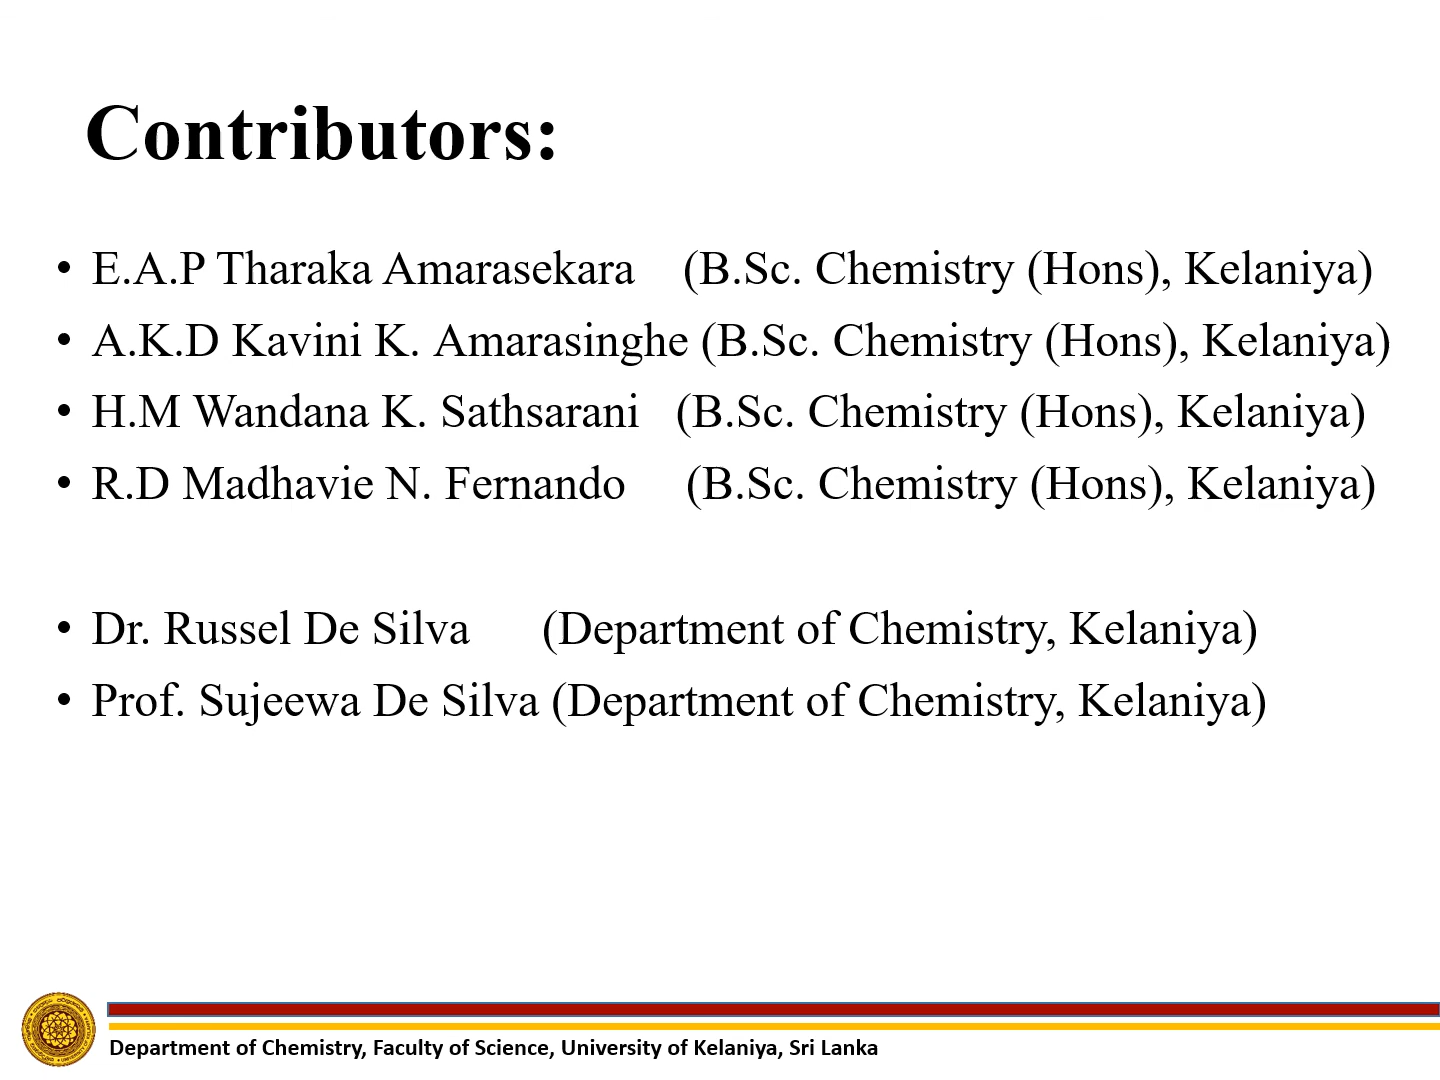 Contributors:
• E.A.P Tharaka Amarasekara (B.Sc. Chemistry (Hons), Kelaniya)
• A.K.D Kavini K. Amarasinghe (B.Sc. Chemistry (Hons), Kelaniya)
• H.M Wandana K. Sathsarani (B.Sc. Chemistry (Hons), Kelaniya)
• R.D Madhavie N. Fernando (B.Sc. Chemistry (Hons), Kelaniya)
• Dr. Russel De Silva (Department of Chemistry, Kelaniya)
• Prof. Sujeewa De Silva (Department of Chemistry, Kelaniya)
Department of Chemistry, Faculty of Science, University of Kelaniya, Sri Lanka